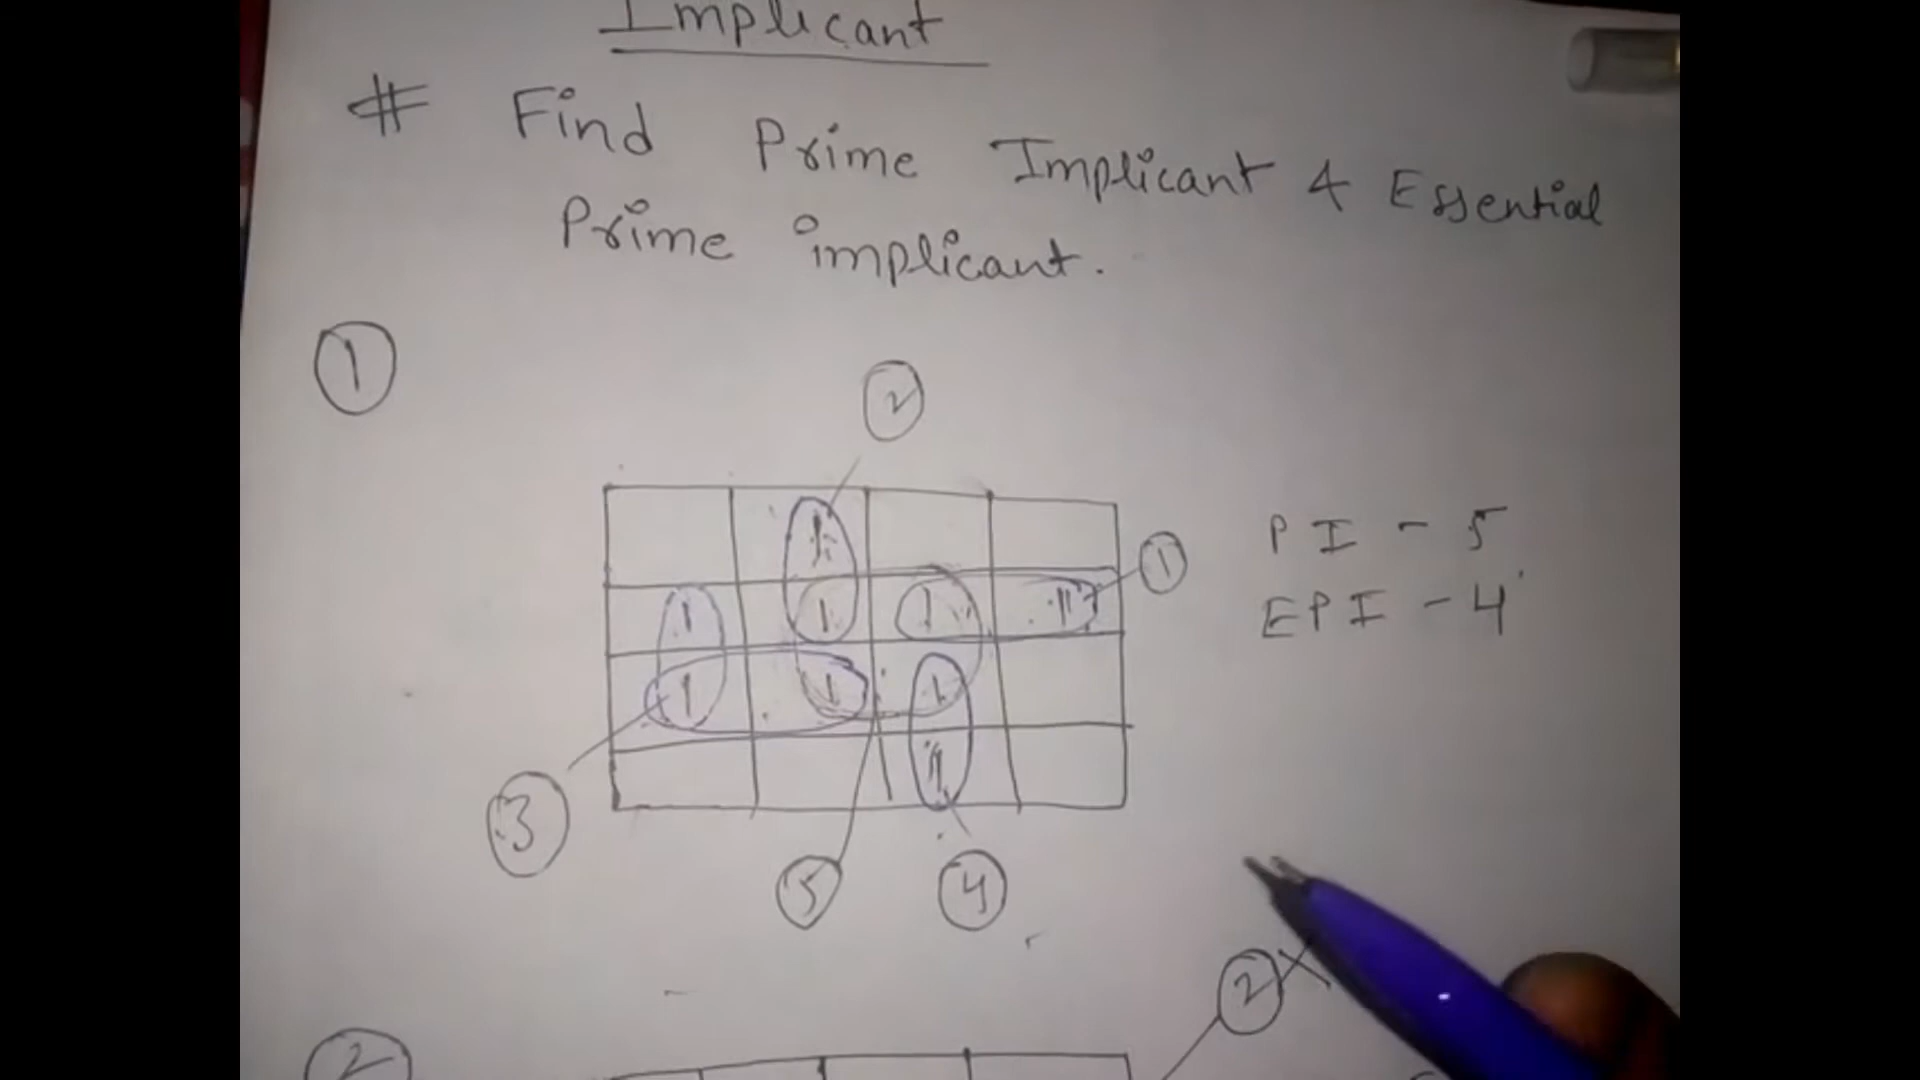 Implicant
# Find Prime Implicant & Essential
Prime implicant.
1
2
1
1 1 1 1
1
PI - 5
EPI - 4
1 1 1
1
3
5
4
2
2